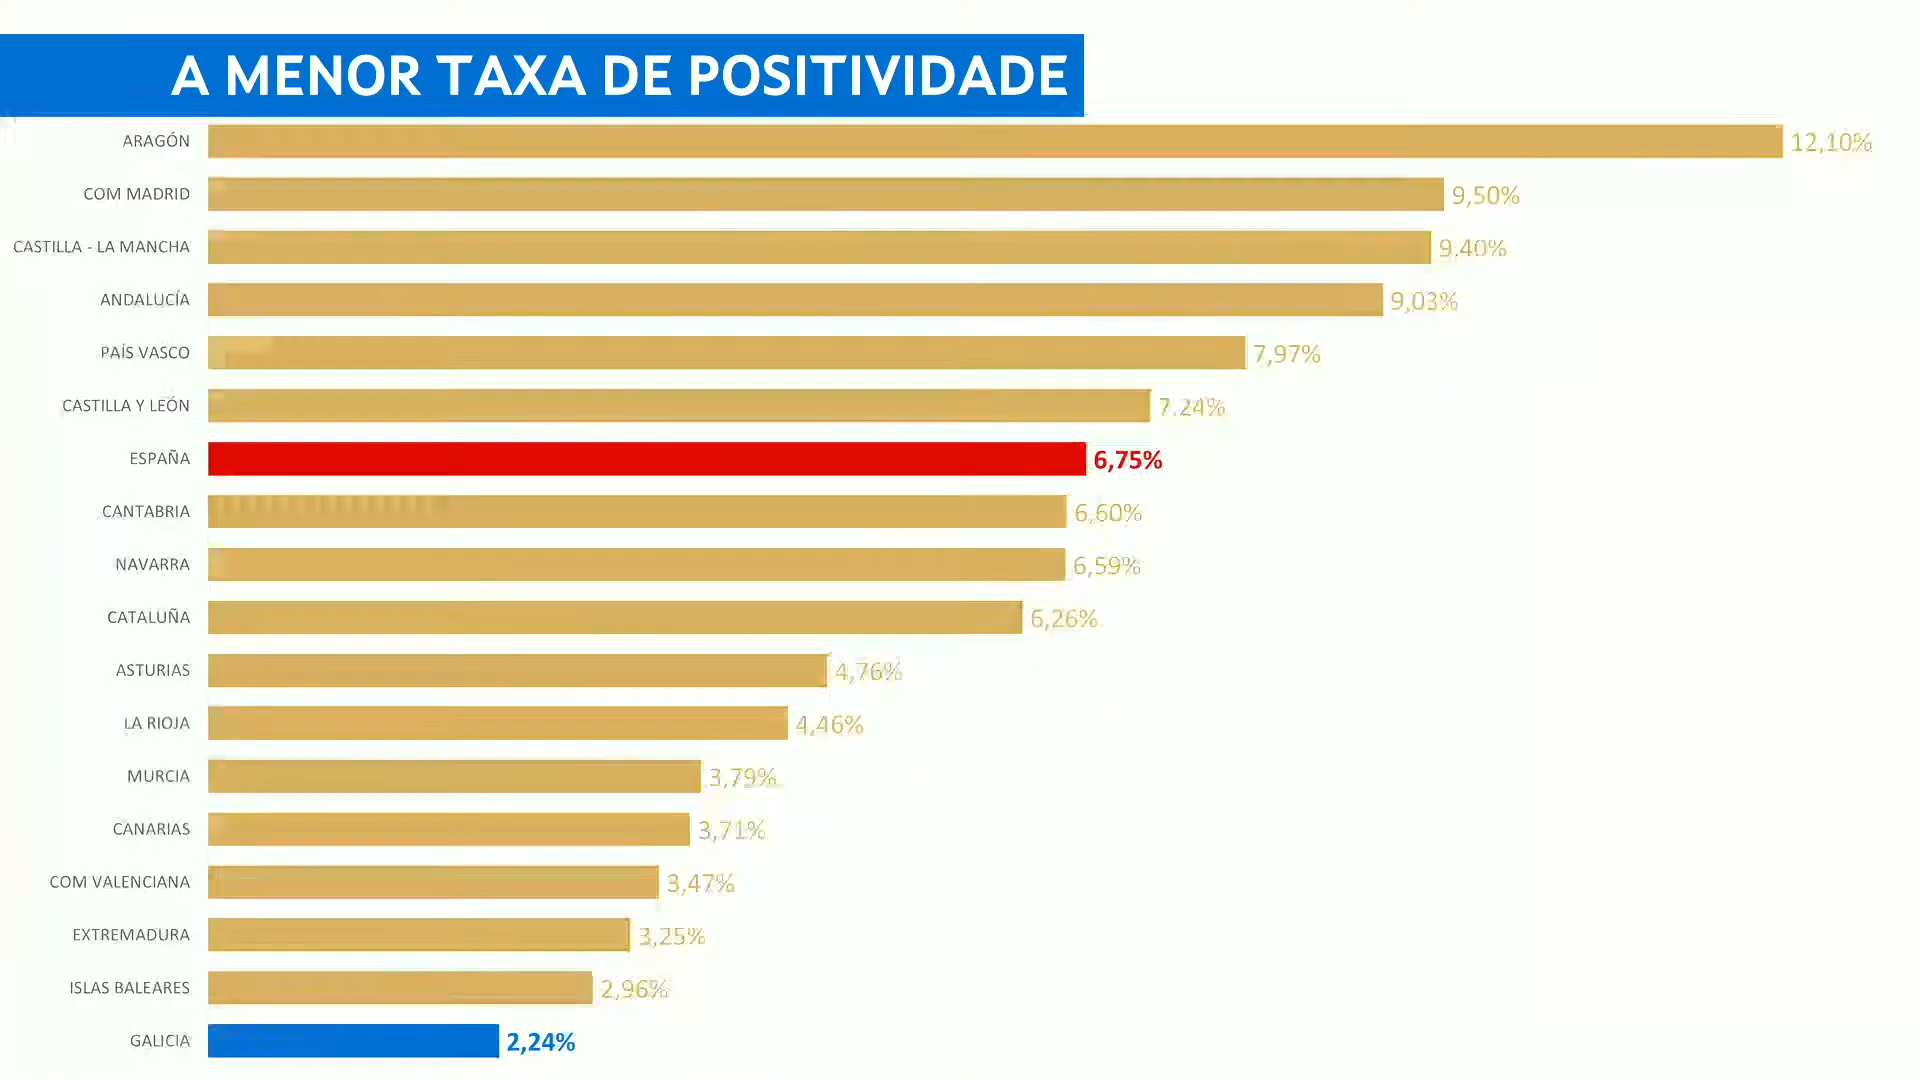 A MENOR TAXA DE POSITIVIDADE
ARAGÓN 12,10%
COM MADRID 9,50%
CASTILLA - LA MANCHA 9.40%
ANDALUCÍA 9,03%
PAÍS VASCO 7,97%
CASTILLA Y LEÓN 7.24%
ESPAÑA 6,75%
CANTABRIA 6,60%
NAVARRA 6,59%
CATALUÑA 6,26%
ASTURIAS 4,76%
LA RIOJA 4,46%
MURCIA 3,79%
CANARIAS 3,71%
COM VALENCIANA 3,47%
EXTREMADURA 3,25%
ISLAS BALEARES 2,96%
GALICIA 2,24%